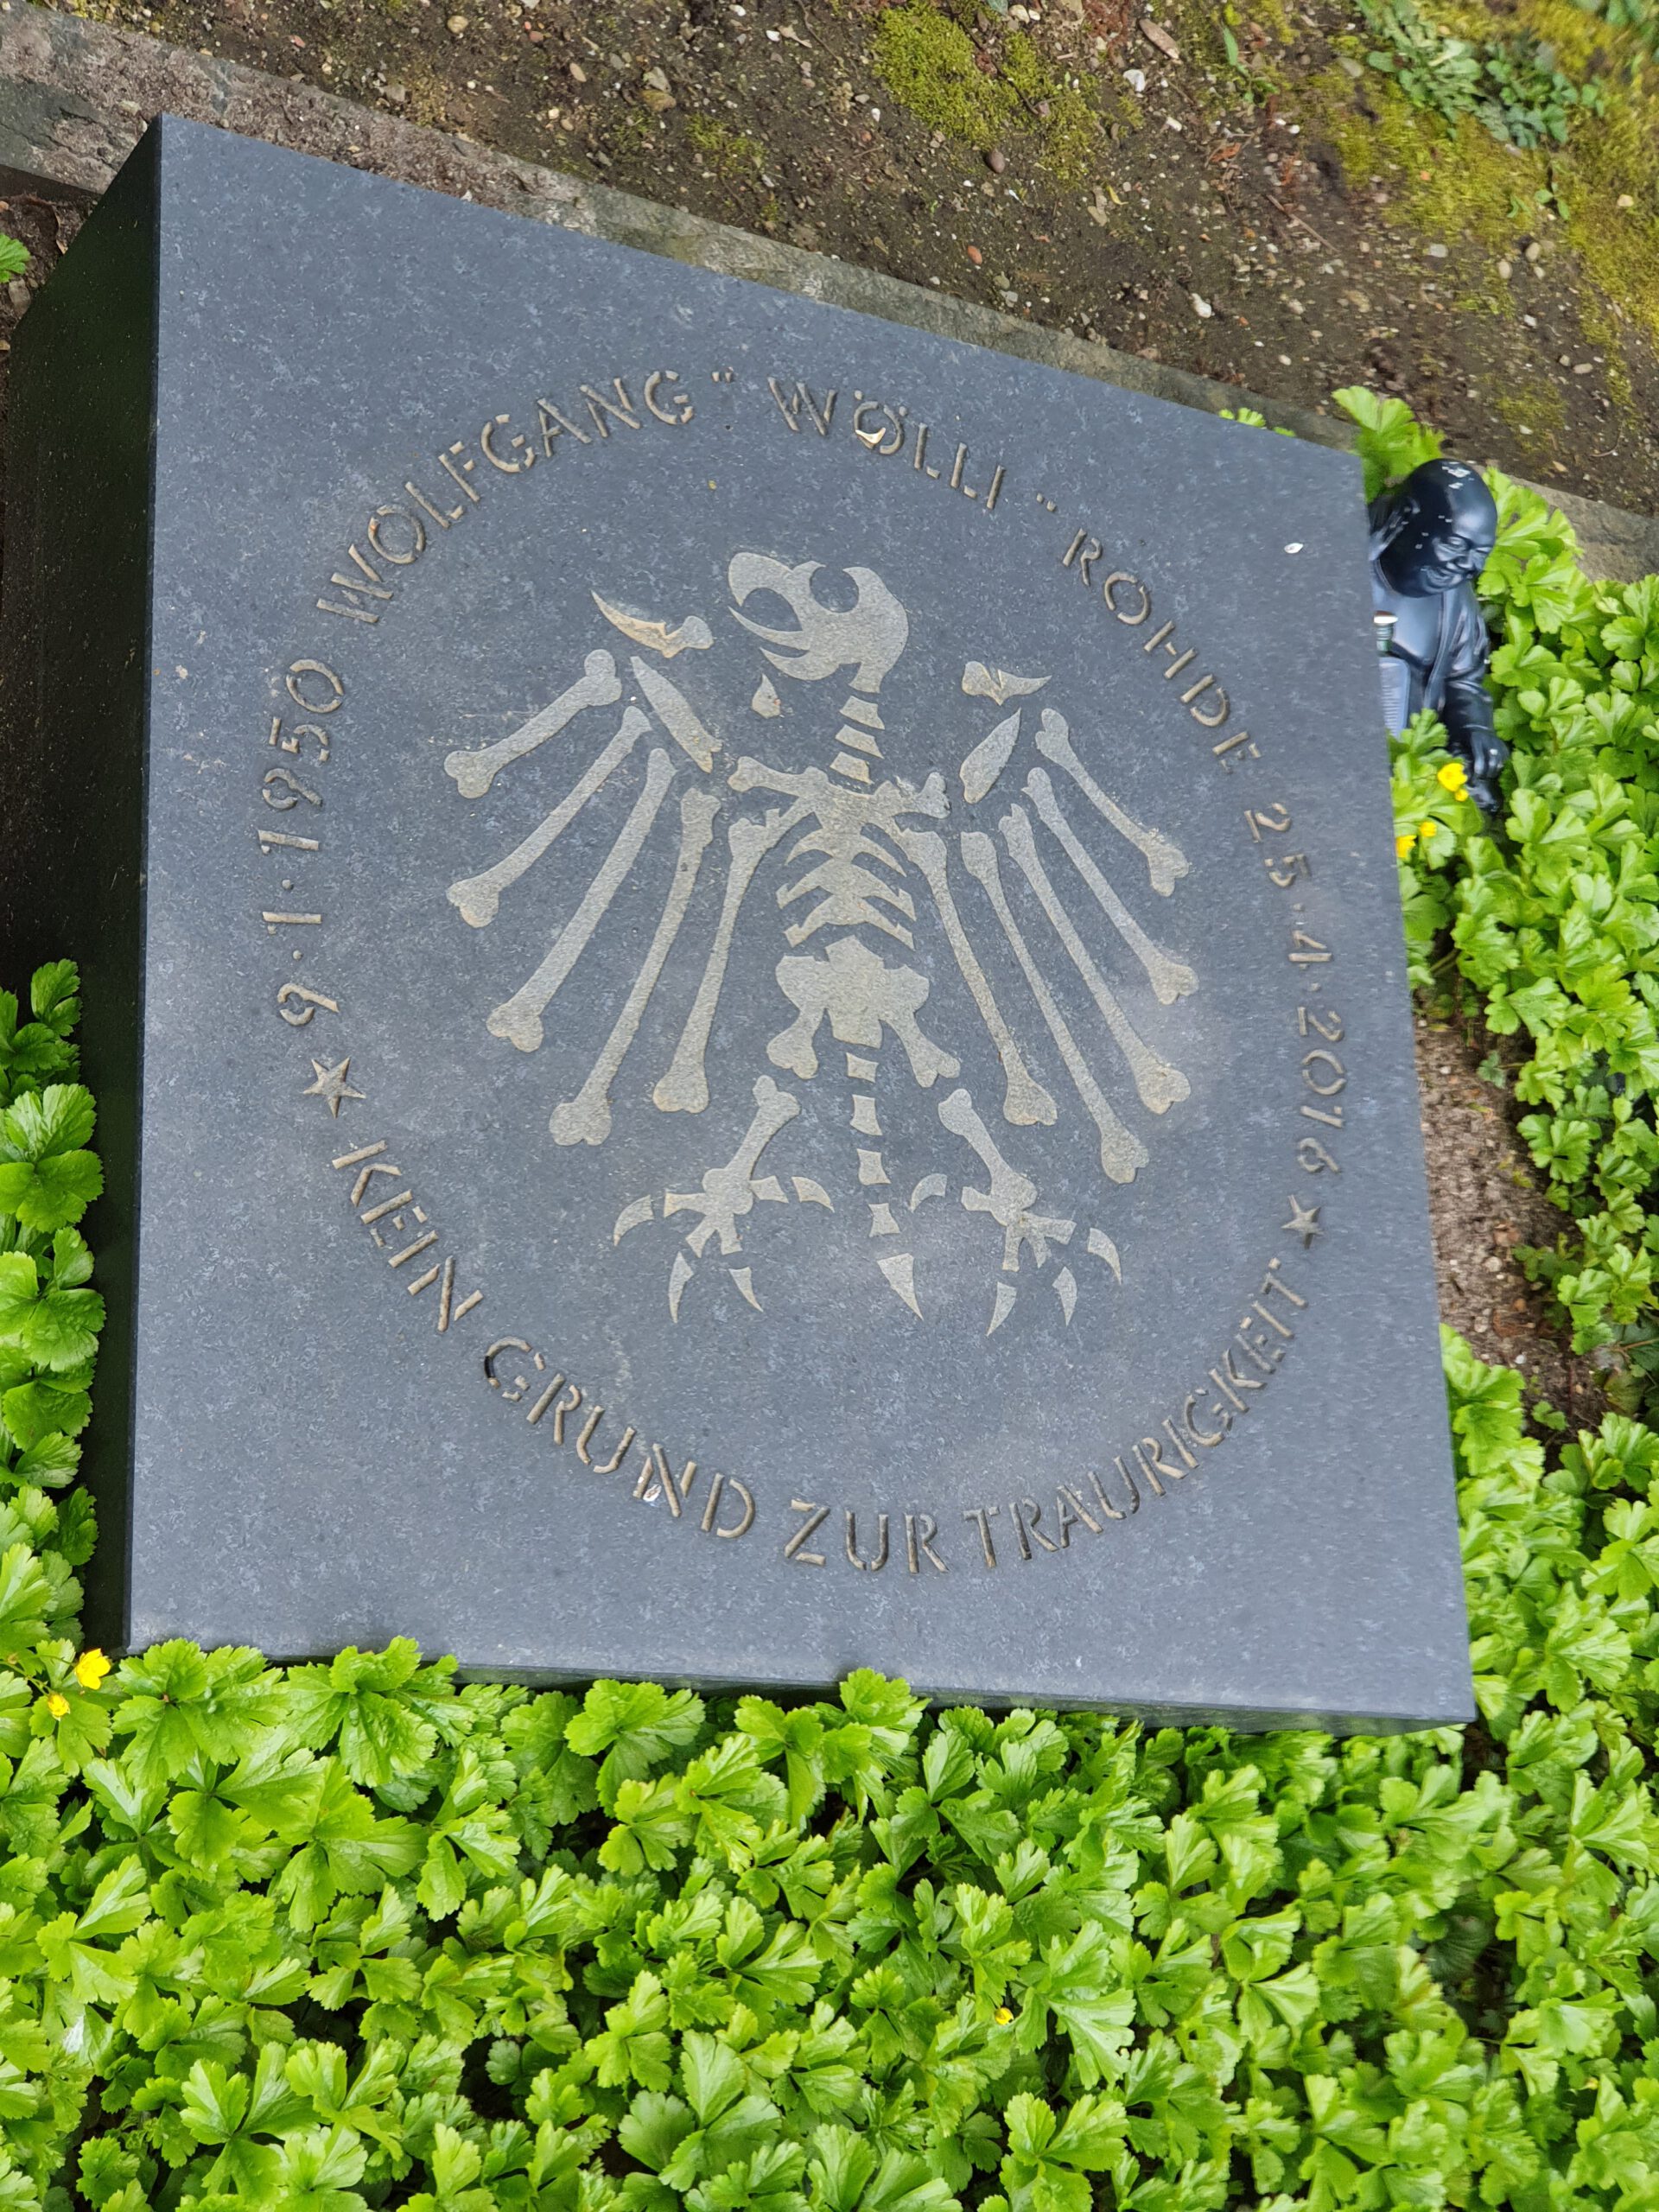 9·1·1950 WOLFGANG "WÖLLI" ROHDE 25·4·2016
★ KEIN GRUND ZUR TRAURIGKEIT ★